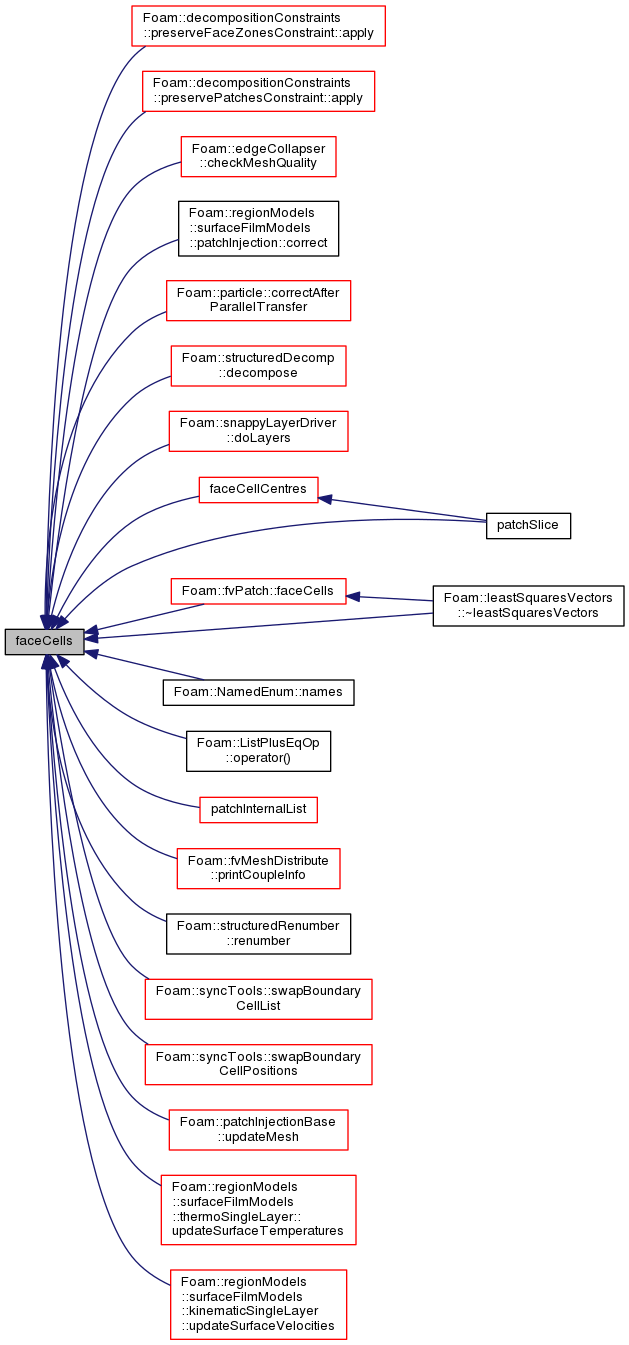 Foam::decompositionConstraints
::preserveFaceZonesConstraint::apply
Foam::decompositionConstraints
::preservePatchesConstraint::apply
Foam::edgeCollapser
::checkMeshQuality
Foam::regionModels
::surfaceFilmModels
::patchInjection::correct
Foam::particle::correctAfter
ParallelTransfer
Foam::structuredDecomp
::decompose
Foam::snappyLayerDriver
::doLayers
faceCellCentres
patchSlice
Foam::fvPatch::faceCells
Foam::leastSquaresVectors
::~leastSquaresVectors
faceCells
Foam::NamedEnum::names
Foam::ListPlusEqOp
::operator()
patchInternalList
Foam::fvMeshDistribute
::printCoupleInfo
Foam::structuredRenumber
::renumber
Foam::syncTools::swapBoundary
CellList
Foam::syncTools::swapBoundary
CellPositions
Foam::patchInjectionBase
::updateMesh
Foam::regionModels
::surfaceFilmModels
::thermoSingleLayer::
updateSurfaceTemperatures
Foam::regionModels
::surfaceFilmModels
::kinematicSingleLayer
::updateSurfaceVelocities